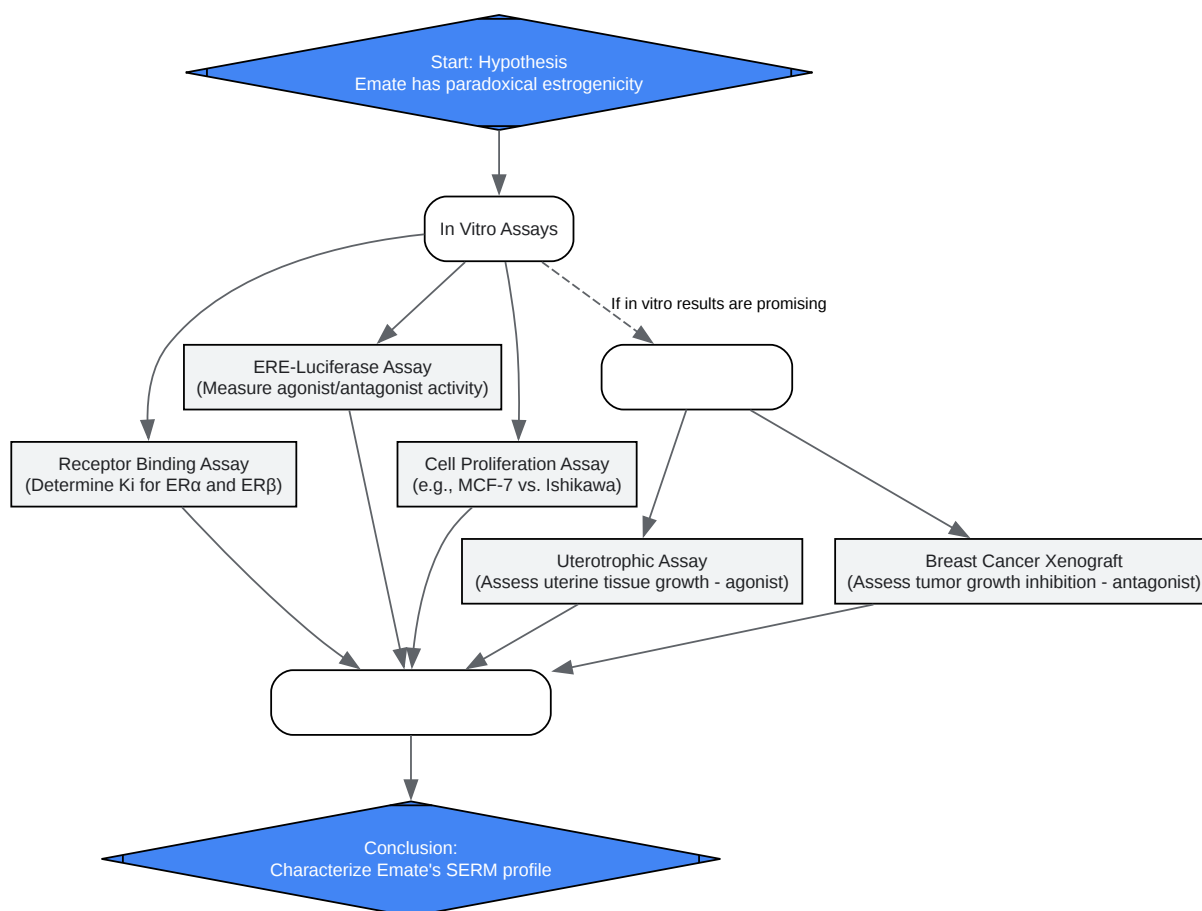 Start: Hypothesis
Emate has paradoxical estrogenicity
In Vitro Assays
If in vitro results are promising
ERE-Luciferase Assay
(Measure agonist/antagonist activity)
Receptor Binding Assay
(Determine Ki for ERα and ERβ)
Cell Proliferation Assay
(e.g., MCF-7 vs. Ishikawa)
Uterotrophic Assay
(Assess uterine tissue growth - agonist)
Breast Cancer Xenograft
(Assess tumor growth inhibition - antagonist)
Conclusion:
Characterize Emate's SERM profile